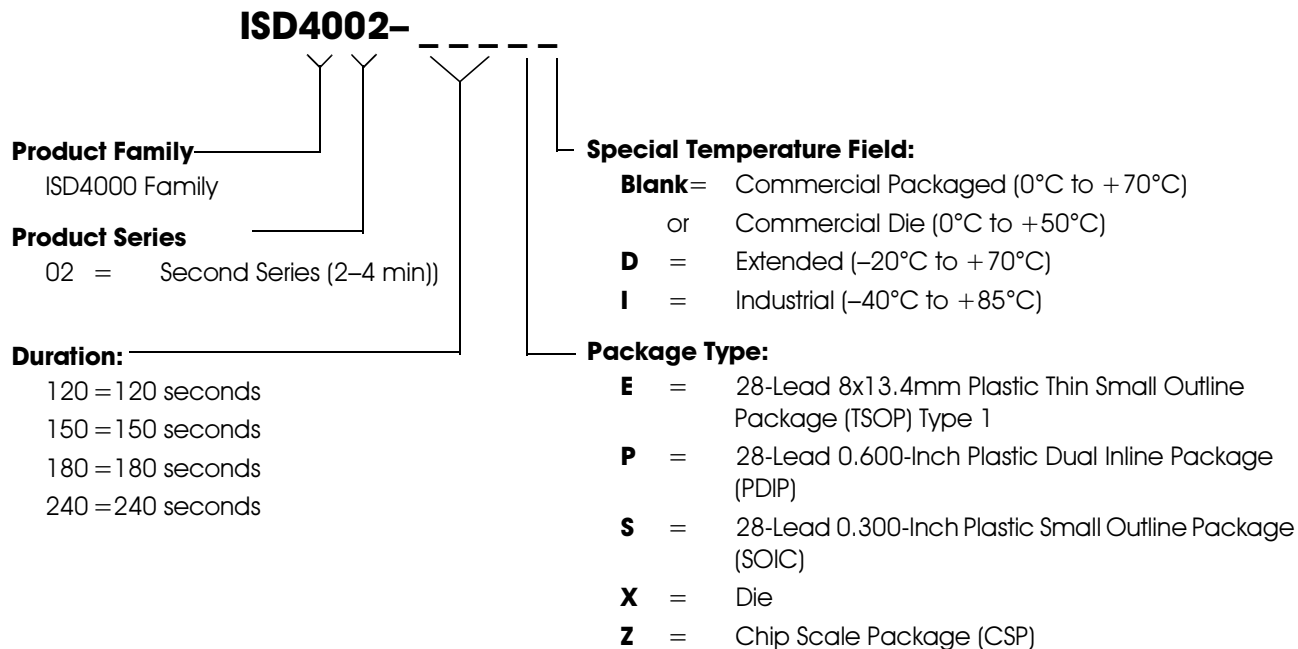 ISD4002– _ _ _ _ _
Product Family
ISD4000 Family
Product Series
02 = Second Series (2–4 min))
Duration:
120 =120 seconds
150 =150 seconds
180 =180 seconds
240 =240 seconds
Special Temperature Field:
Blank= Commercial Packaged (0°C to +70°C)
or Commercial Die (0°C to +50°C)
D = Extended (–20°C to +70°C)
I = Industrial (–40°C to +85°C)
Package Type:
E = 28-Lead 8x13.4mm Plastic Thin Small Outline
Package (TSOP) Type 1
P = 28-Lead 0.600-Inch Plastic Dual Inline Package
(PDIP)
S = 28-Lead 0.300-Inch Plastic Small Outline Package
(SOIC)
X = Die
Z = Chip Scale Package (CSP)